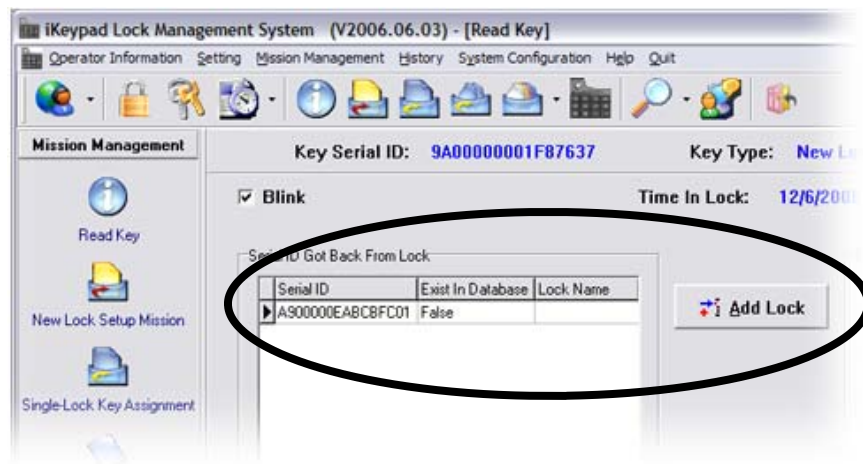 iKeypad Lock Management System (V2006.06.03) - [Read Key]
Operator Information Setting Mission Management History System Configuration Help Quit
Mission Management
Key Serial ID: 9A00000001F87637 Key Type: New
Blink Time In Lock: 12/6/200
Read Key
Serial ID Got Back From Lock
Serial ID Exist In Database Lock Name
A900000EABCBFC01 False
Add Lock
New Lock Setup Mission
Single-Lock Key Assignment